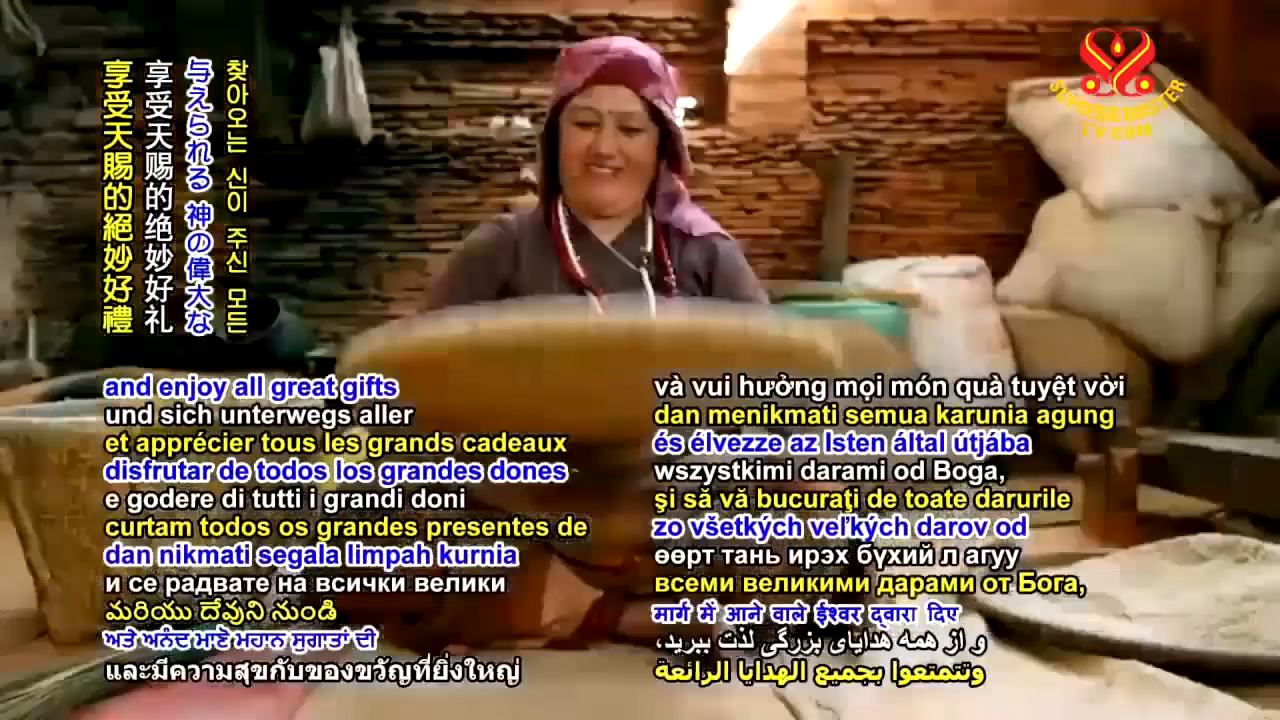 享受天賜的絕妙好禮
享受天赐的绝妙好礼
与えられる 神の偉大な
찾아오는 신이 주신 모든
SUPREME MASTER
TV.COM
and enjoy all great gifts
und sich unterwegs aller
et apprécier tous les grands cadeaux
disfrutar de todos los grandes dones
e godere di tutti i grandi doni
curtam todos os grandes presentes de
dan nikmati segala limpah kurnia
и се радвате на всички велики
మరియు దేవుని నుండి
ਅਤੇ ਅਨੰਦ ਮਾਣੋ ਮਹਾਨ ਸੁਗਾਤਾਂ ਦੀ
และมีความสุขกับของขวัญที่ยิ่งใหญ่
và vui hưởng mọi món quà tuyệt vời
dan menikmati semua karunia agung
és élvezze az Isten által útjába
wszystkimi darami od Boga,
şi să vă bucuraţi de toate darurile
zo všetkých veľkých darov od
өөрт тань ирэх бүхий л агуу
всеми великими дарами от Бога,
मार्ग में आने वाले ईश्वर द्वारा दिए
و از همه هدایای بزرگی لذت ببرید،
وتتمتعوا بجميع الهدايا الرائعة